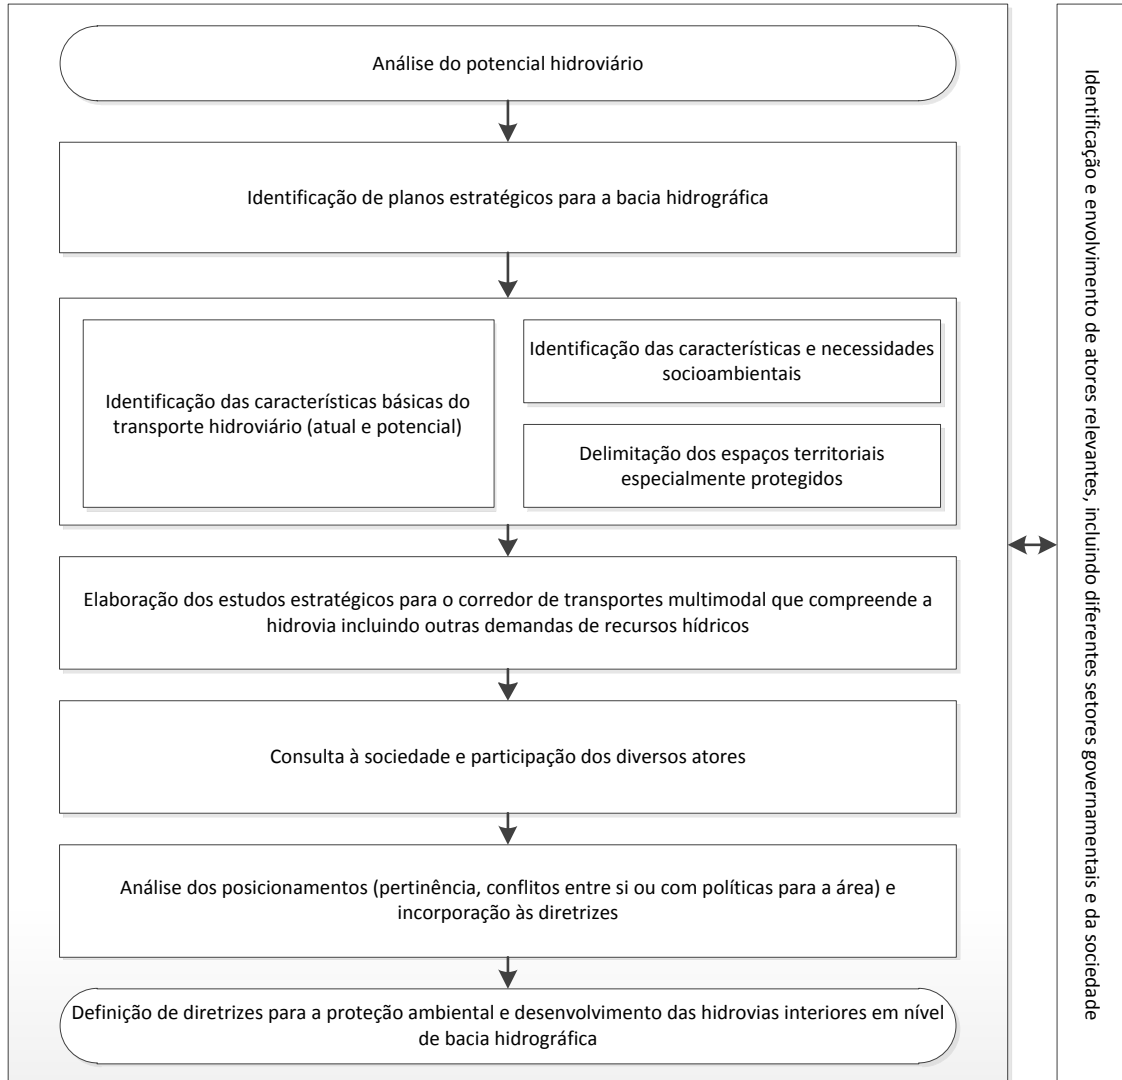 Análise do potencial hidroviário
Identificação de planos estratégicos para a bacia hidrográfica
Identificação das características básicas do
transporte hidroviário (atual e potencial)
Identificação das características e necessidades
socioambientais
Delimitação dos espaços territoriais
especialmente protegidos
Elaboração dos estudos estratégicos para o corredor de transportes multimodal que compreende a
hidrovia incluindo outras demandas de recursos hídricos
Consulta à sociedade e participação dos diversos atores
Análise dos posicionamentos (pertinência, conflitos entre si ou com políticas para a área) e
incorporação às diretrizes
Definição de diretrizes para a proteção ambiental e desenvolvimento das hidrovias interiores em nível
de bacia hidrográfica
Identificação e envolvimento de atores relevantes, incluindo diferentes setores governamentais e da sociedade